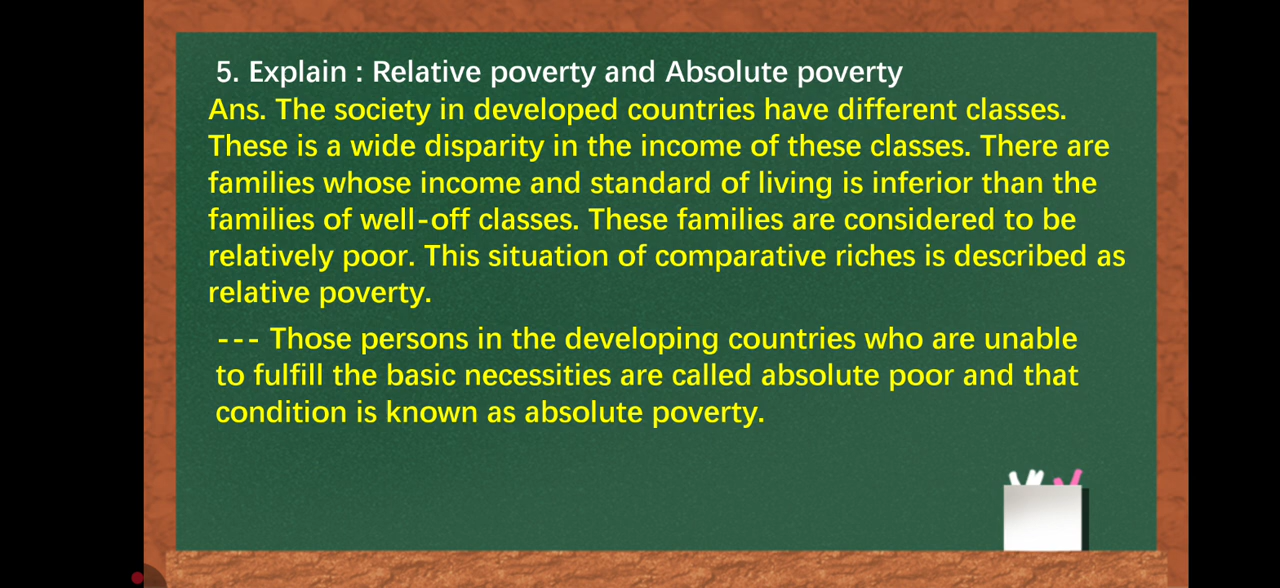 5. Explain : Relative poverty and Absolute poverty
Ans. The society in developed countries have different classes.
These is a wide disparity in the income of these classes. There are
families whose income and standard of living is inferior than the
families of well-off classes. These families are considered to be
relatively poor. This situation of comparative riches is described as
relative poverty.
--- Those persons in the developing countries who are unable
to fulfill the basic necessities are called absolute poor and that
condition is known as absolute poverty.